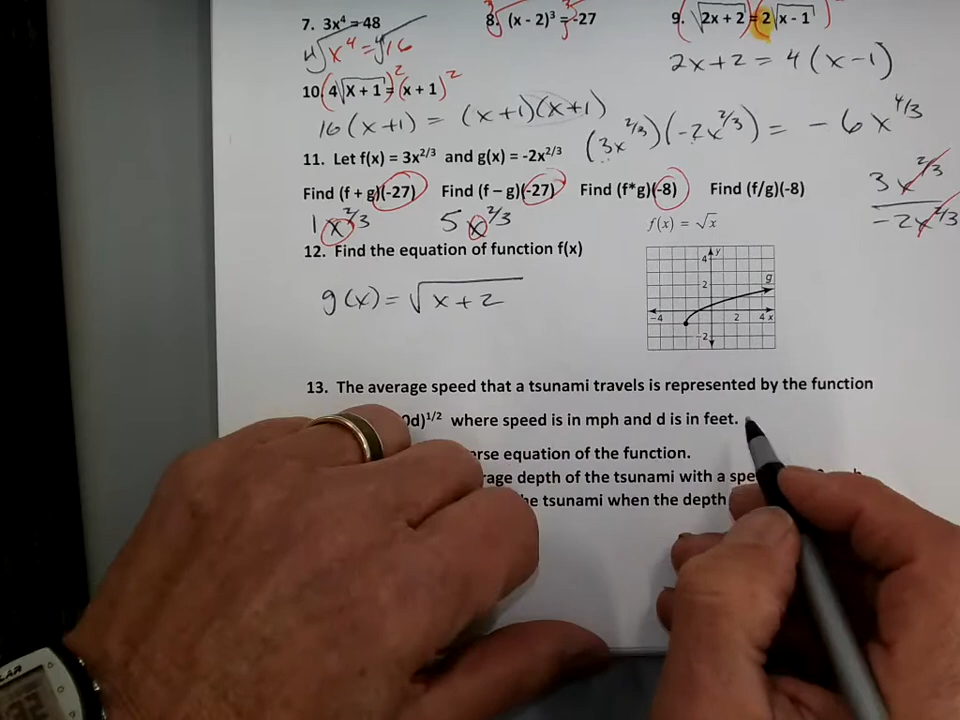 7. 3x⁴ = 48
8. (x - 2)³ = -27
9. √2x + 2 = 2√x - 1
⁴√x⁴ = ⁴√16
2x + 2 = 4(x - 1)
10. (4√x + 1)² = (x + 1)²
16(x + 1) = (x + 1)(x + 1)
(3x^2/3)(-2x^2/3) = - 6x^4/3
11. Let f(x) = 3x^2/3 and g(x) = -2x^2/3
Find (f + g)(-27) Find (f – g)(-27) Find (f*g)(-8) Find (f/g)(-8)
3x^2/3
-2x^2/3
1x^2/3 5x^2/3
f(x) = √x
12. Find the equation of function f(x)
g(x) = √x + 2
4 y
2 g
-4 2 4 x
-2
13. The average speed that a tsunami travels is represented by the function
0d)^1/2 where speed is in mph and d is in feet.
equation of the function.
depth of the tsunami with a
the tsunami when the depth